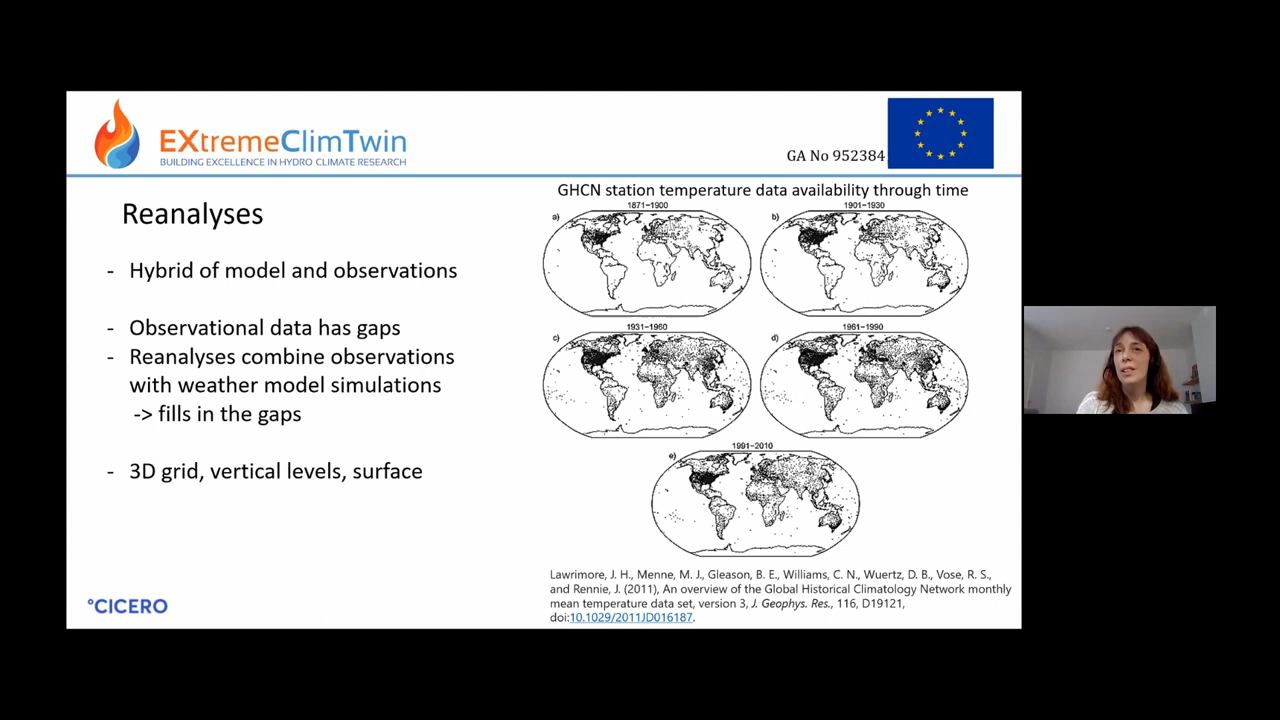 EXtremeClimTwin
BUILDING EXCELLENCE IN HYDRO CLIMATE RESEARCH
GA No 952384
Reanalyses
- Hybrid of model and observations
- Observational data has gaps
- Reanalyses combine observations
with weather model simulations
-> fills in the gaps
- 3D grid, vertical levels, surface
°CICERO
GHCN station temperature data availability through time
1871–1900
a)
1901–1930
b)
1931–1960
c)
1961–1990
d)
1991–2010
e)
Lawrimore, J. H., Menne, M. J., Gleason, B. E., Williams, C. N., Wuertz, D. B., Vose, R. S.,
and Rennie, J. (2011), An overview of the Global Historical Climatology Network monthly
mean temperature data set, version 3, J. Geophys. Res., 116, D19121,
doi:10.1029/2011JD016187.